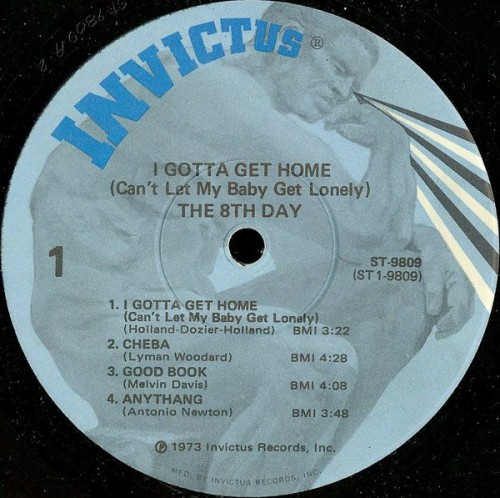 INVICTUS®
I GOTTA GET HOME
(Can't Let My Baby Get Lonely)
THE 8TH DAY
1
ST-9809
(ST1-9809)
1. I GOTTA GET HOME
(Can't Let My Baby Get Lonely)
(Holland-Dozier-Holland) BMI 3:22
2. CHEBA
(Lyman Woodard) BMI 4:28
3. GOOD BOOK
(Melvin Davis) BMI 4:08
4. ANYTHANG
(Antonio Newton) BMI 3:48
℗ 1973 Invictus Records, Inc.
MFD. BY INVICTUS RECORDS, INC.